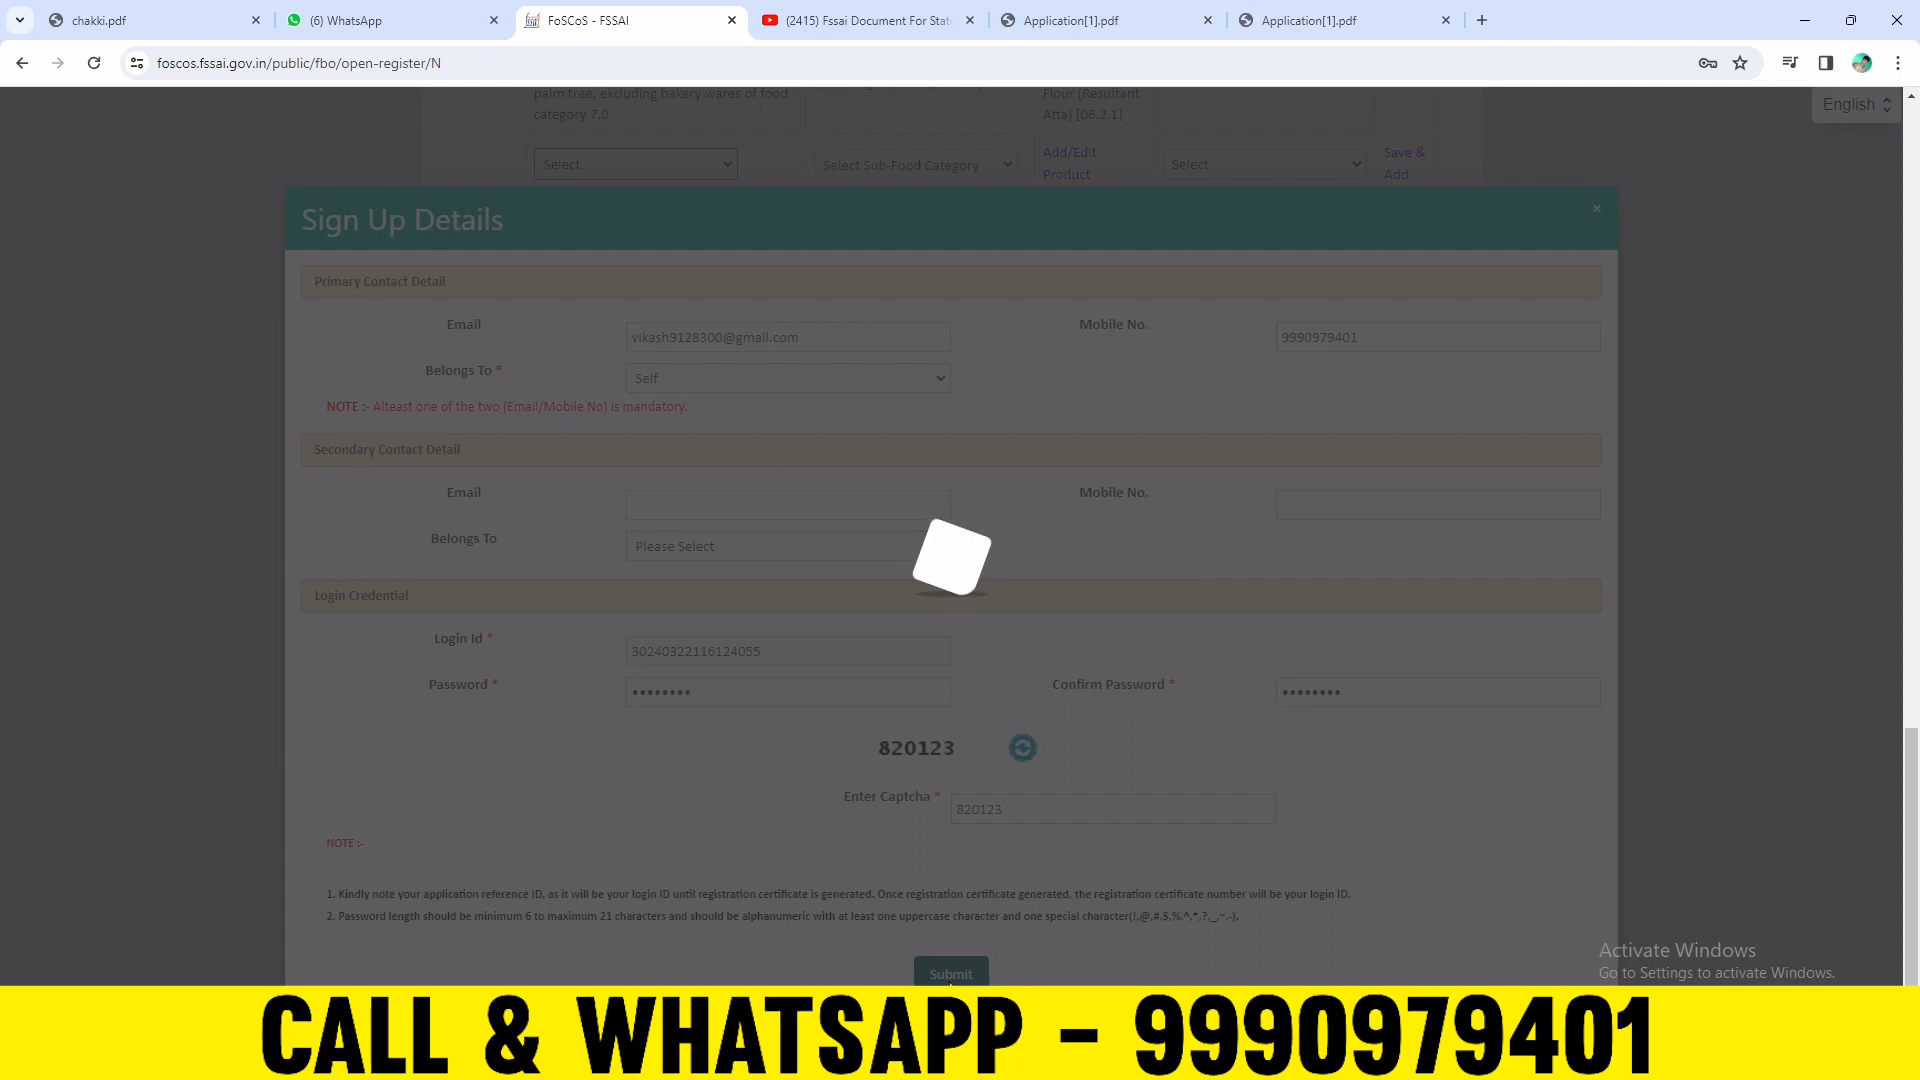 chakki.pdf
(6) WhatsApp
FoSCoS - FSSAI
(2415) Fssai Document For State
Application[1].pdf
Application[1].pdf
foscos.fssai.gov.in/public/fbo/open-register/N
English
palm tree, excluding bakery wares of food
category 7.0
Flour (Resultant
Atta) [06.2.1]
Select
Select Sub-Food Category
Add/Edit
Product
Select
Save &
Add
Sign Up Details
Primary Contact Detail
Email
vikash9128300@gmail.com
Mobile No.
9990979401
Belongs To *
Self
NOTE :- Alteast one of the two (Email/Mobile No) is mandatory.
Secondary Contact Detail
Email
Mobile No.
Belongs To
Please Select
Login Credential
Login Id *
30240322116124055
Password *
••••••••
Confirm Password *
••••••••
820123
Enter Captcha *
820123
NOTE :-
1. Kindly note your application reference ID, as it will be your login ID until registration certificate is generated. Once registration certificate generated, the registration certificate number will be your login ID.
2. Password length should be minimum 6 to maximum 21 characters and should be alphanumeric with at least one uppercase character and one special character(!,@,#,$,%,^,*,?,_,~,-).
Submit
Activate Windows
Go to Settings to activate Windows.
CALL & WHATSAPP - 9990979401